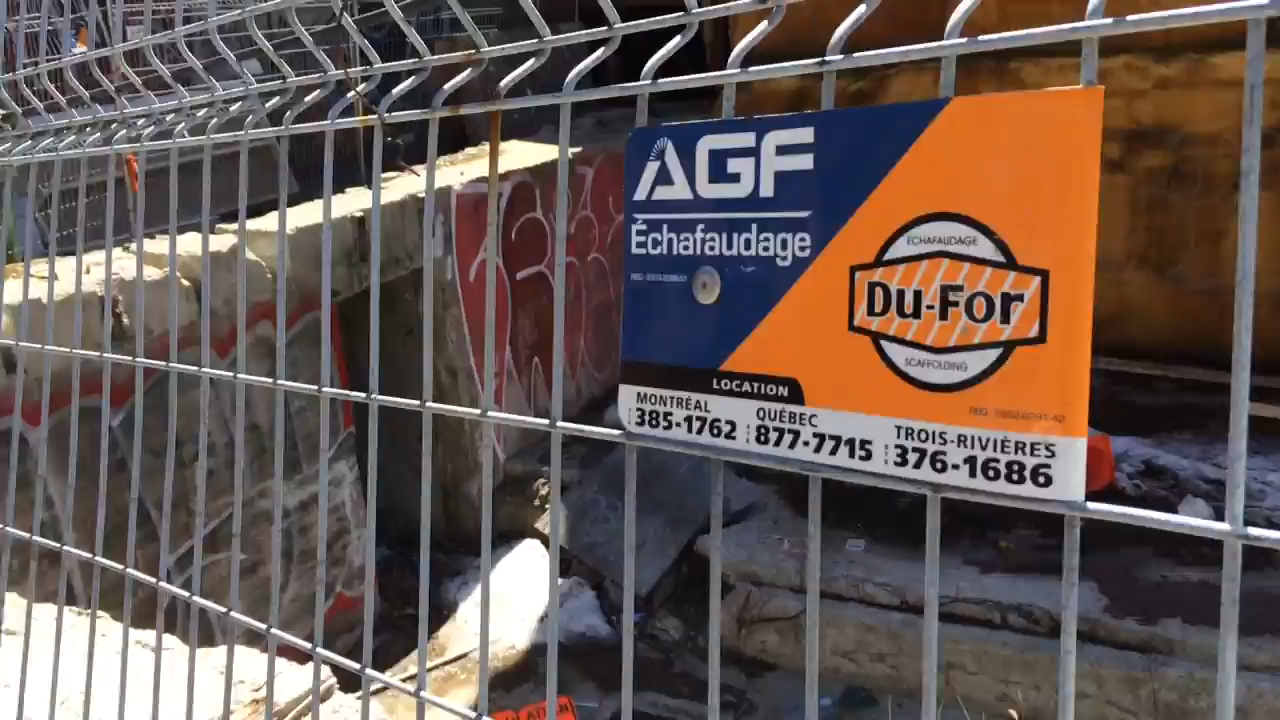 AGF
Échafaudage
ÉCHAFAUDAGE
Du-For
SCAFFOLDING
LOCATION
MONTRÉAL
385-1762
QUÉBEC
877-7715
TROIS-RIVIÈRES
376-1686